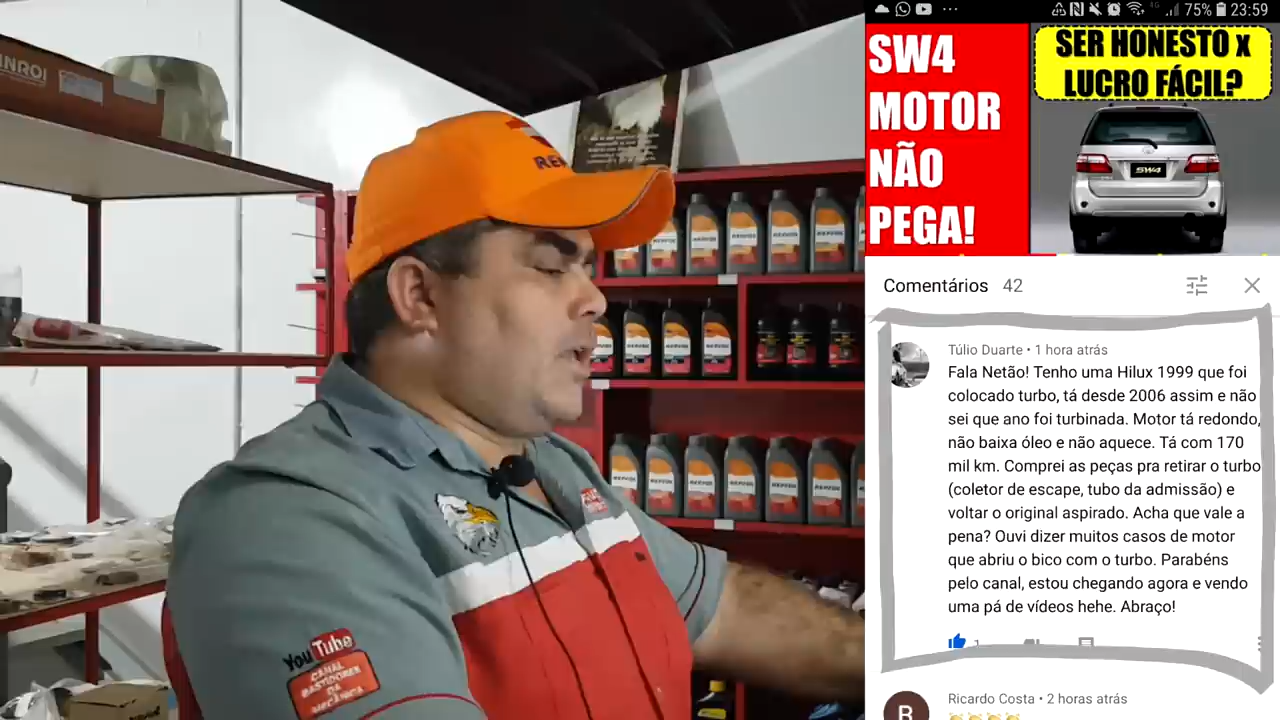 75% 23:59
SW4
MOTOR
NÃO
PEGA!
SER HONESTO x
LUCRO FÁCIL?
SW4
Comentários 42
Túlio Duarte • 1 hora atrás
Fala Netão! Tenho uma Hilux 1999 que foi
colocado turbo, tá desde 2006 assim e não
sei que ano foi turbinada. Motor tá redondo,
não baixa óleo e não aquece. Tá com 170
mil km. Comprei as peças pra retirar o turbo
(coletor de escape, tubo da admissão) e
voltar o original aspirado. Acha que vale a
pena? Ouvi dizer muitos casos de motor
que abriu o bico com o turbo. Parabéns
pelo canal, estou chegando agora e vendo
uma pá de vídeos hehe. Abraço!
1
R
Ricardo Costa • 2 horas atrás
YouTube
CANAL
BASTIDORES
DA
MECÂNICA